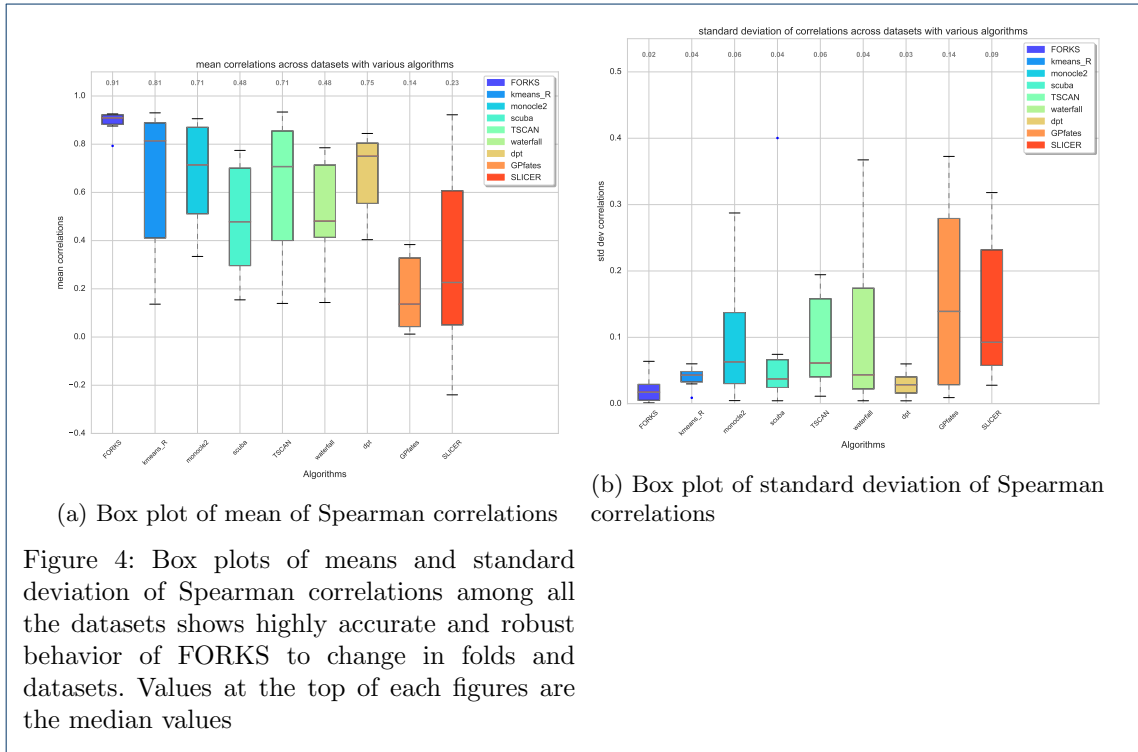 mean correlations across datasets with various algorithms
0.91 0.81 0.71 0.48 0.71 0.48 0.75 0.14 0.23
FORKS
kmeans_R
monocle2
scuba
TSCAN
waterfall
dpt
GPfates
SLICER
1.0
0.8
0.6
0.4
0.2
0.0
−0.2
−0.4
mean correlations
FORKS kmeans_R monocle2 scuba TSCAN waterfall dpt GPfates SLICER
Algorithms
(a) Box plot of mean of Spearman correlations
standard deviation of correlations across datasets with various algorithms
0.02 0.04 0.06 0.04 0.06 0.04 0.03 0.14 0.09
FORKS
kmeans_R
monocle2
scuba
TSCAN
waterfall
dpt
GPfates
SLICER
0.5
0.4
0.3
0.2
0.1
0.0
std dev correlations
FORKS kmeans_R monocle2 scuba TSCAN waterfall dpt GPfates SLICER
Algorithms
(b) Box plot of standard deviation of Spearman
correlations
Figure 4: Box plots of means and standard
deviation of Spearman correlations among all
the datasets shows highly accurate and robust
behavior of FORKS to change in folds and
datasets. Values at the top of each figures are
the median values